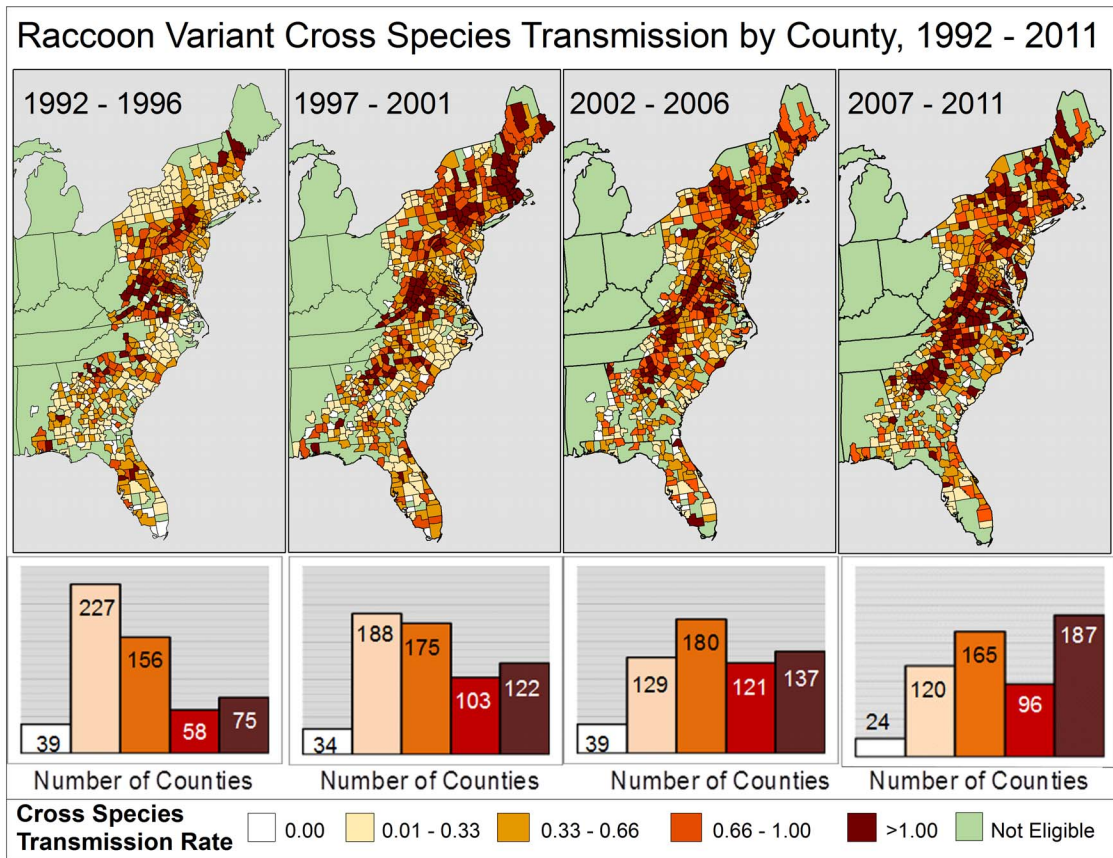 Raccoon Variant Cross Species Transmission by County, 1992 - 2011
1992 - 1996
1997 - 2001
2002 - 2006
2007 - 2011
39 227 156 58 75
34 188 175 103 122
39 129 180 121 137
24 120 165 96 187
Number of Counties
Number of Counties
Number of Counties
Number of Counties
Cross Species
Transmission Rate
0.00
0.01 - 0.33
0.33 - 0.66
0.66 - 1.00
>1.00
Not Eligible